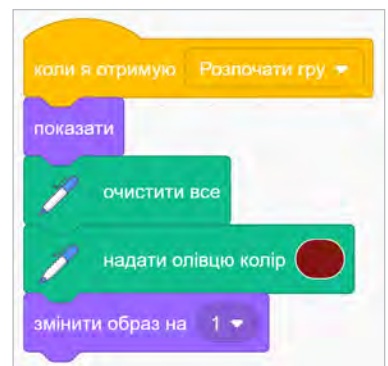 коли я отримую Розпочати гру
показати
очистити все
надати олівцю колір
змінити образ на 1